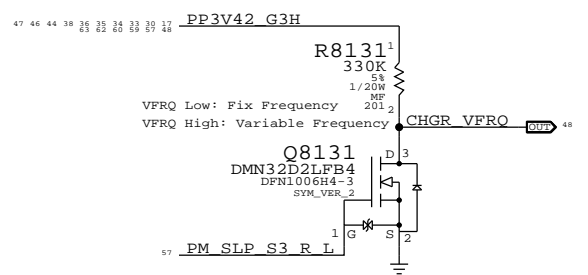 47 46 44 38 36 35 34 33 30 17
63 62 60 59 57 48
PP3V42_G3H
R8131
1
330K
5%
1/20W
MF
201
2
VFRQ Low: Fix Frequency
VFRQ High: Variable Frequency
CHGR_VFRQ
OUT
48
Q8131
DMN32D2LFB4
DFN1006H4-3
SYM_VER_2
D
3
1
G
S
2
57
PM_SLP_S3_R_L